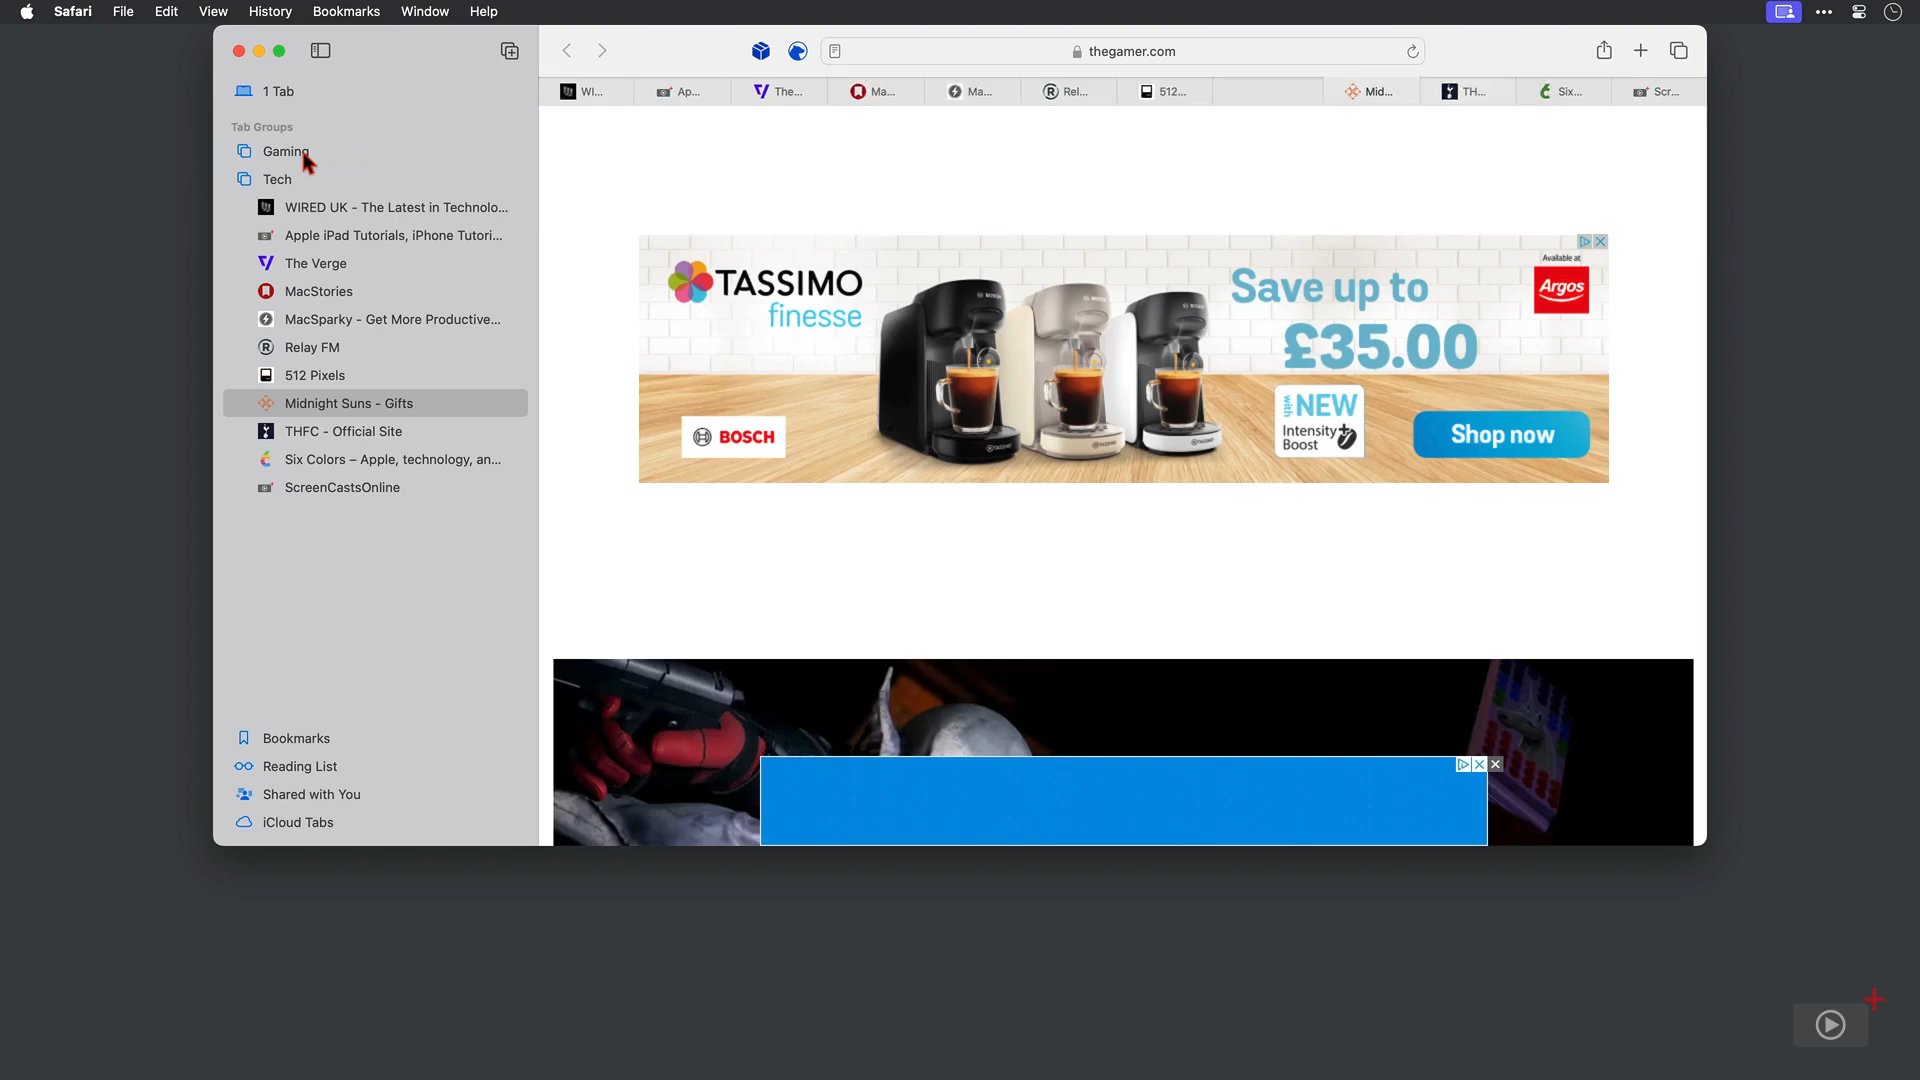 Safari File Edit View History Bookmarks Window Help
thegamer.com
1 Tab
WI... Ap... The... Ma... Ma... Rel... 512... Mid... TH... Six... Scr...
Tab Groups
Gaming
Tech
WIRED UK - The Latest in Technolo...
Apple iPad Tutorials, iPhone Tutori...
The Verge
MacStories
MacSparky - Get More Productive...
Relay FM
512 Pixels
Midnight Suns - Gifts
THFC - Official Site
Six Colors – Apple, technology, an...
ScreenCastsOnline
Bookmarks
Reading List
Shared with You
iCloud Tabs
TASSIMO
finesse
BOSCH
Save up to
£35.00
with NEW
Intensity
Boost
Available at
Argos
Shop now